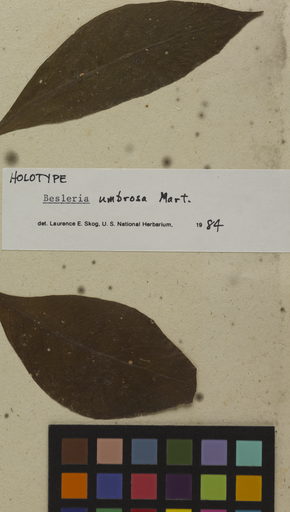 HOLOTYPE
Besleria umbrosa Mart.
det. Laurence E. Skog, U. S. National Herbarium, 1984